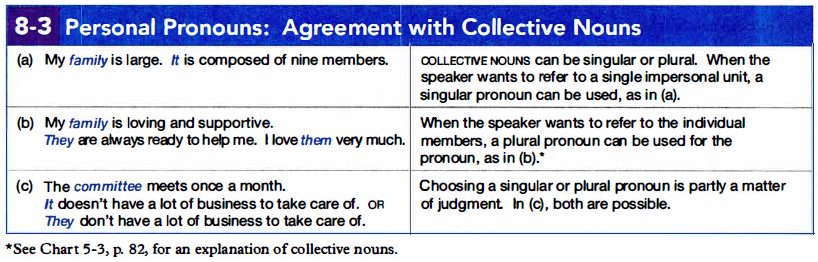 8-3 Personal Pronouns: Agreement with Collective Nouns
(a) My family is large. It is composed of nine members.
COLLECTIVE NOUNS can be singular or plural. When the
speaker wants to refer to a single impersonal unit, a
singular pronoun can be used, as in (a).
(b) My family is loving and supportive.
They are always ready to help me. I love them very much.
When the speaker wants to refer to the individual
members, a plural pronoun can be used for the
pronoun, as in (b).*
(c) The committee meets once a month.
It doesn't have a lot of business to take care of. OR
They don't have a lot of business to take care of.
Choosing a singular or plural pronoun is partly a matter
of judgment. In (c), both are possible.
*See Chart 5-3, p. 82, for an explanation of collective nouns.